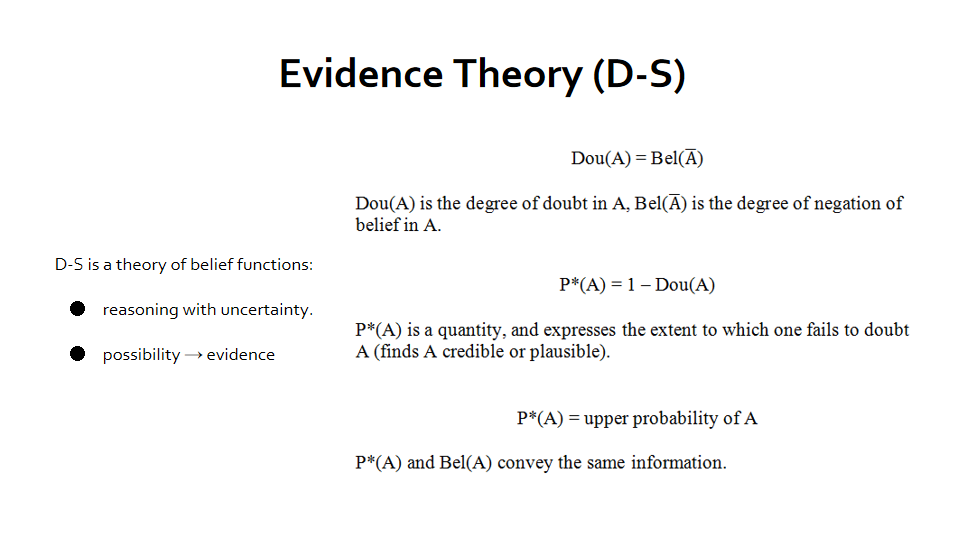 Evidence Theory (D-S)
D-S is a theory of belief functions:
● reasoning with uncertainty.
● possibility → evidence
Dou(A) = Bel(A̅)
Dou(A) is the degree of doubt in A, Bel(A̅) is the degree of negation of
belief in A.
P*(A) = 1 – Dou(A)
P*(A) is a quantity, and expresses the extent to which one fails to doubt
A (finds A credible or plausible).
P*(A) = upper probability of A
P*(A) and Bel(A) convey the same information.